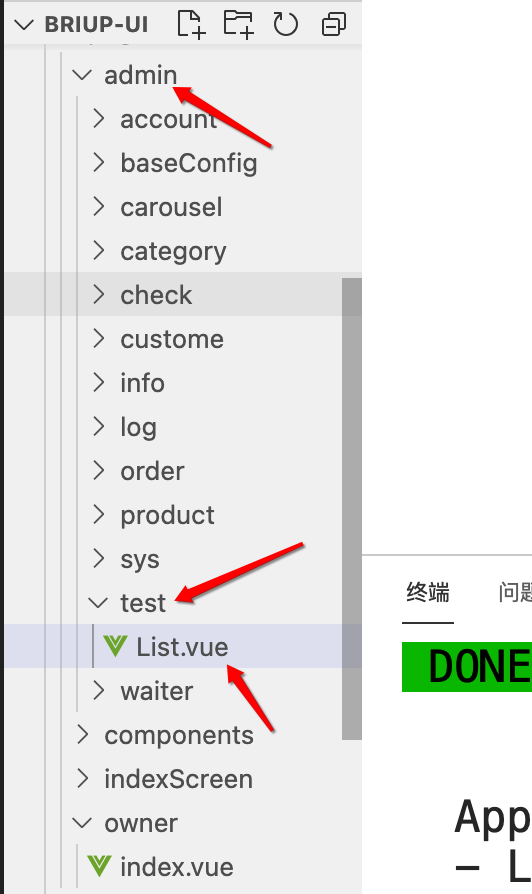 BRIUP-UI
admin
account
baseConfig
carousel
category
check
custome
info
log
order
product
sys
test
List.vue
waiter
components
indexScreen
owner
index.vue
终端
DONE
App
- L